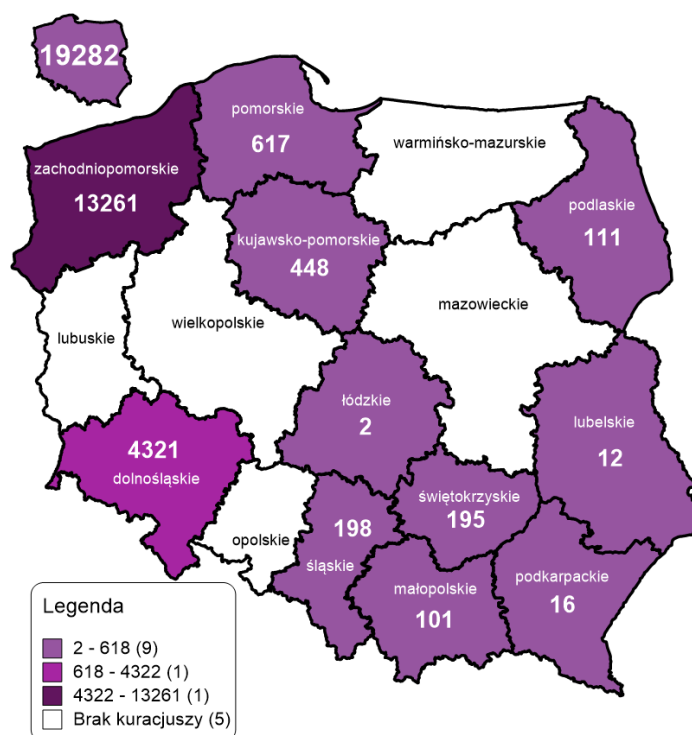 19282
pomorskie
617
warmińsko-mazurskie
zachodniopomorskie
13261
podlaskie
111
kujawsko-pomorskie
448
mazowieckie
wielkopolskie
lubuskie
łódzkie
2
lubelskie
12
4321
dolnośląskie
świętokrzyskie
195
198
śląskie
opolskie
małopolskie
101
podkarpackie
16
Legenda
2 - 618 (9)
618 - 4322 (1)
4322 - 13261 (1)
Brak kuracjuszy (5)